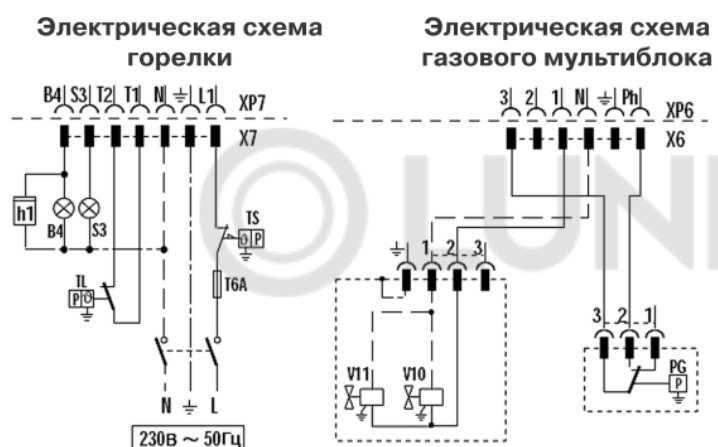 Электрическая схема
горелки
Электрическая схема
газового мультиблока
B4 S3 T2 T1 N L1 XP7
X7
h1
B4
S3
TS
ϑ P
TL
P ϑ
T6A
N L
230В ~ 50Гц
3 2 1 N Ph XP6
X6
LUNI
1 2 3
3 2 1
V11
V10
PG
P